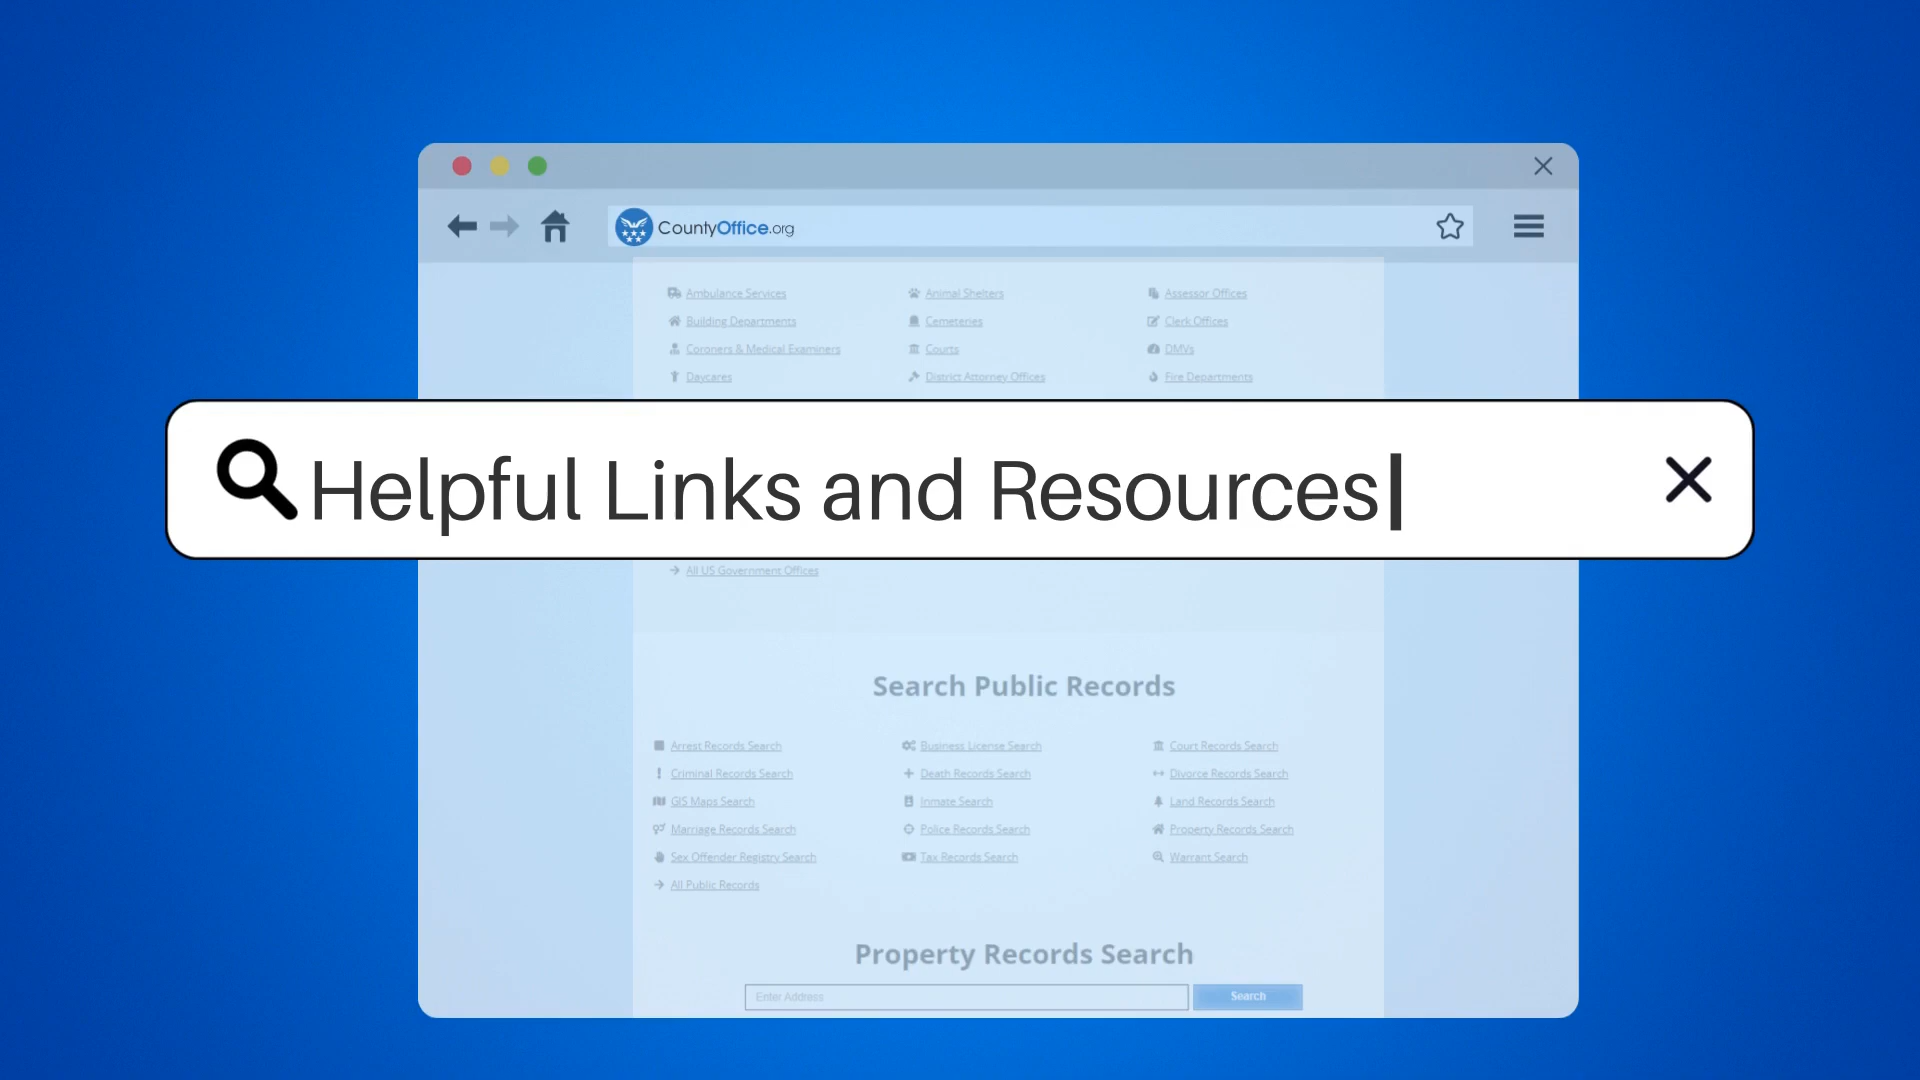 CountyOffice.org
Ambulance Services Animal Shelters Assessor Offices
Building Departments Cemeteries Clerk Offices
Coroners & Medical Examiners Courts DMVs
Daycares District Attorney Offices Fire Departments
Helpful Links and Resources
All US Government Offices
Search Public Records
Arrest Records Search Business License Search Court Records Search
Criminal Records Search Death Records Search Divorce Records Search
GIS Maps Search Inmate Search Land Records Search
Marriage Records Search Police Records Search Property Records Search
Sex Offender Registry Search Tax Records Search Warrant Search
All Public Records
Property Records Search
Enter Address Search